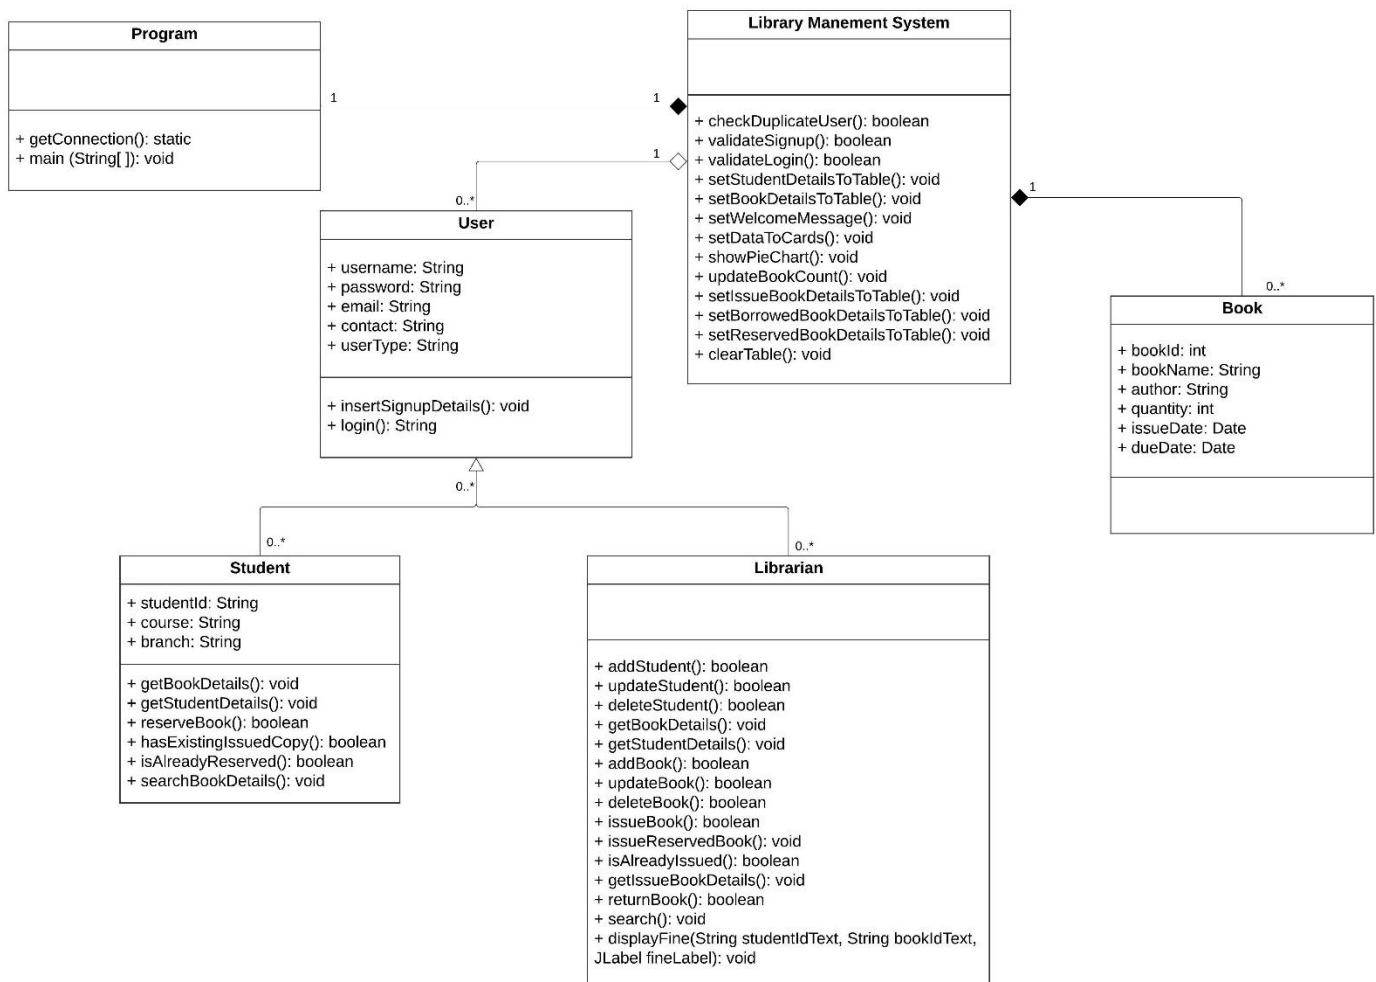 Program
+ getConnection(): static
+ main (String[ ]): void
1
1
Library Manement System
+ checkDuplicateUser(): boolean
+ validateSignup(): boolean
+ validateLogin(): boolean
+ setStudentDetailsToTable(): void
+ setBookDetailsToTable(): void
+ setWelcomeMessage(): void
+ setDataToCards(): void
+ showPieChart(): void
+ updateBookCount(): void
+ setIssueBookDetailsToTable(): void
+ setBorrowedBookDetailsToTable(): void
+ setReservedBookDetailsToTable(): void
+ clearTable(): void
1
0..*
User
+ username: String
+ password: String
+ email: String
+ contact: String
+ userType: String
+ insertSignupDetails(): void
+ login(): String
1
0..*
Book
+ bookId: int
+ bookName: String
+ author: String
+ quantity: int
+ issueDate: Date
+ dueDate: Date
0..*
0..*
Student
+ studentId: String
+ course: String
+ branch: String
+ getBookDetails(): void
+ getStudentDetails(): void
+ reserveBook(): boolean
+ hasExistingIssuedCopy(): boolean
+ isAlreadyReserved(): boolean
+ searchBookDetails(): void
0..*
Librarian
+ addStudent(): boolean
+ updateStudent(): boolean
+ deleteStudent(): boolean
+ getBookDetails(): void
+ getStudentDetails(): void
+ addBook(): boolean
+ updateBook(): boolean
+ deleteBook(): boolean
+ issueBook(): boolean
+ issueReservedBook(): void
+ isAlreadyIssued(): boolean
+ getIssueBookDetails(): void
+ returnBook(): boolean
+ search(): void
+ displayFine(String studentIdText, String bookIdText,
JLabel fineLabel): void